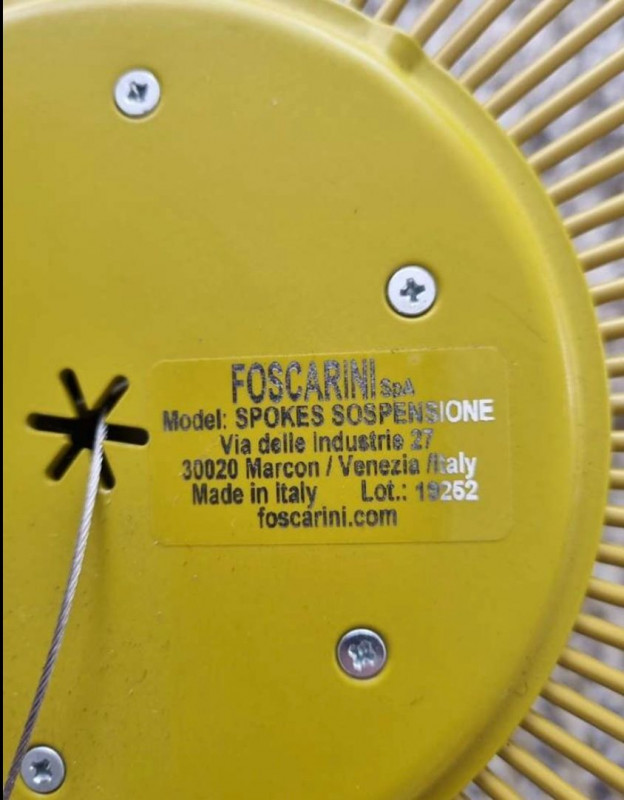 FOSCARINI SpA
Model: SPOKES SOSPENSIONE
Via delle Industrie 27
30020 Marcon / Venezia /Italy
Made in Italy Lot.: 19262
foscarini.com